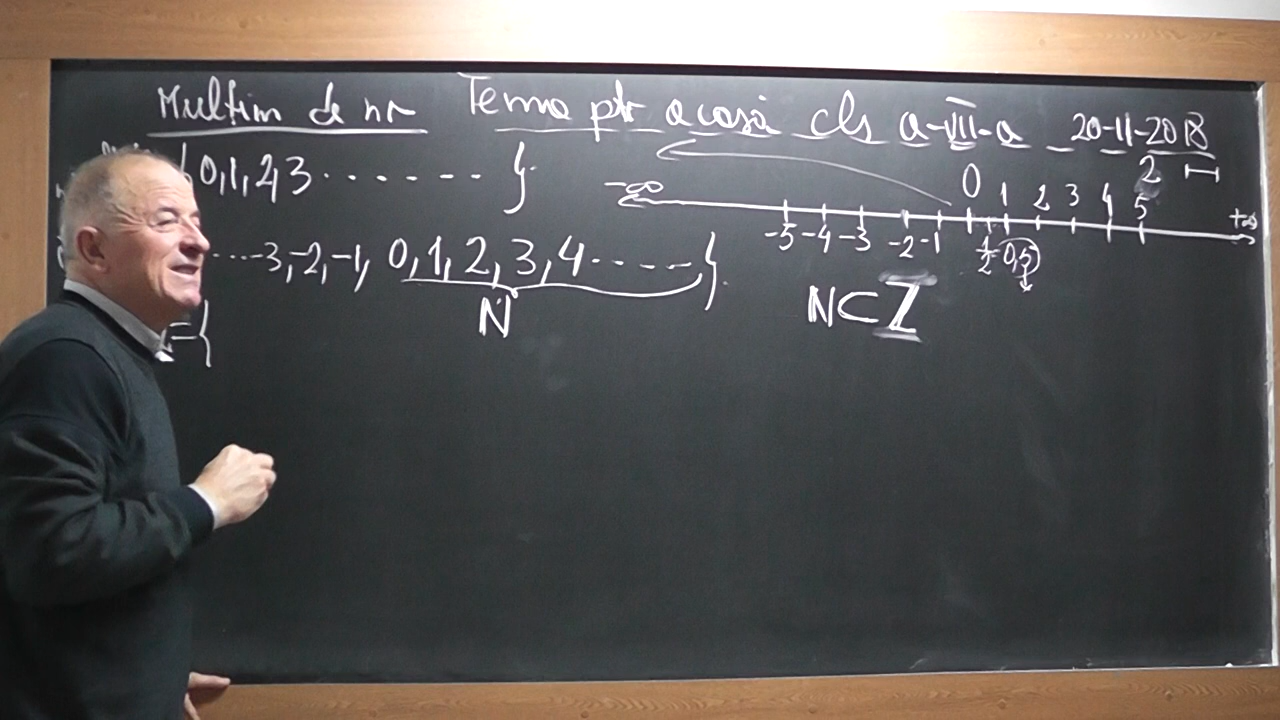 Mulțim de nr Tema ptr acasă cls a-VII-a 20-11-2018
{0,1,2,3.......}
-∞ -5 -4 -3 -2 -1 0 1 2 3 4 5 +∞
2
1/2 0,5
...-3,-2,-1, 0,1,2,3,4.....}
N
N⊂Z
={